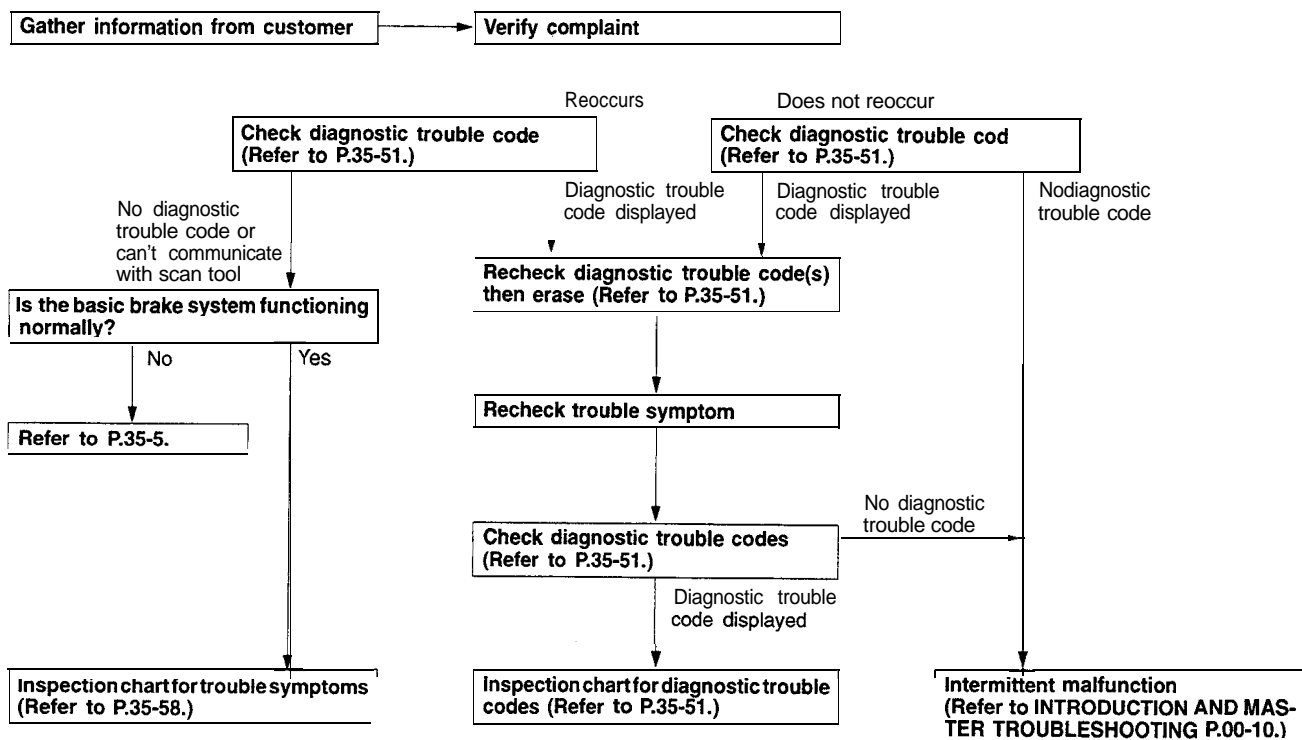 Gather information from customer
Verify complaint
Reoccurs
Does not reoccur
Check diagnostic trouble code
(Refer to P.35-51.)
Check diagnostic trouble cod
(Refer to P.35-51.)
No diagnostic
trouble code or
can't communicate
with scan tool
Diagnostic trouble
code displayed
Diagnostic trouble
code displayed
Nodiagnostic
trouble code
Is the basic brake system functioning
normally?
Recheck diagnostic trouble code(s)
then erase (Refer to P.35-51.)
No
Yes
Refer to P.35-5.
Recheck trouble symptom
Check diagnostic trouble codes
(Refer to P.35-51.)
No diagnostic
trouble code
Diagnostic trouble
code displayed
Inspection chart for trouble symptoms
(Refer to P.35-58.)
Inspection chart for diagnostic trouble
codes (Refer to P.35-51.)
Intermittent malfunction
(Refer to INTRODUCTION AND MAS-
TER TROUBLESHOOTING P.00-10.)